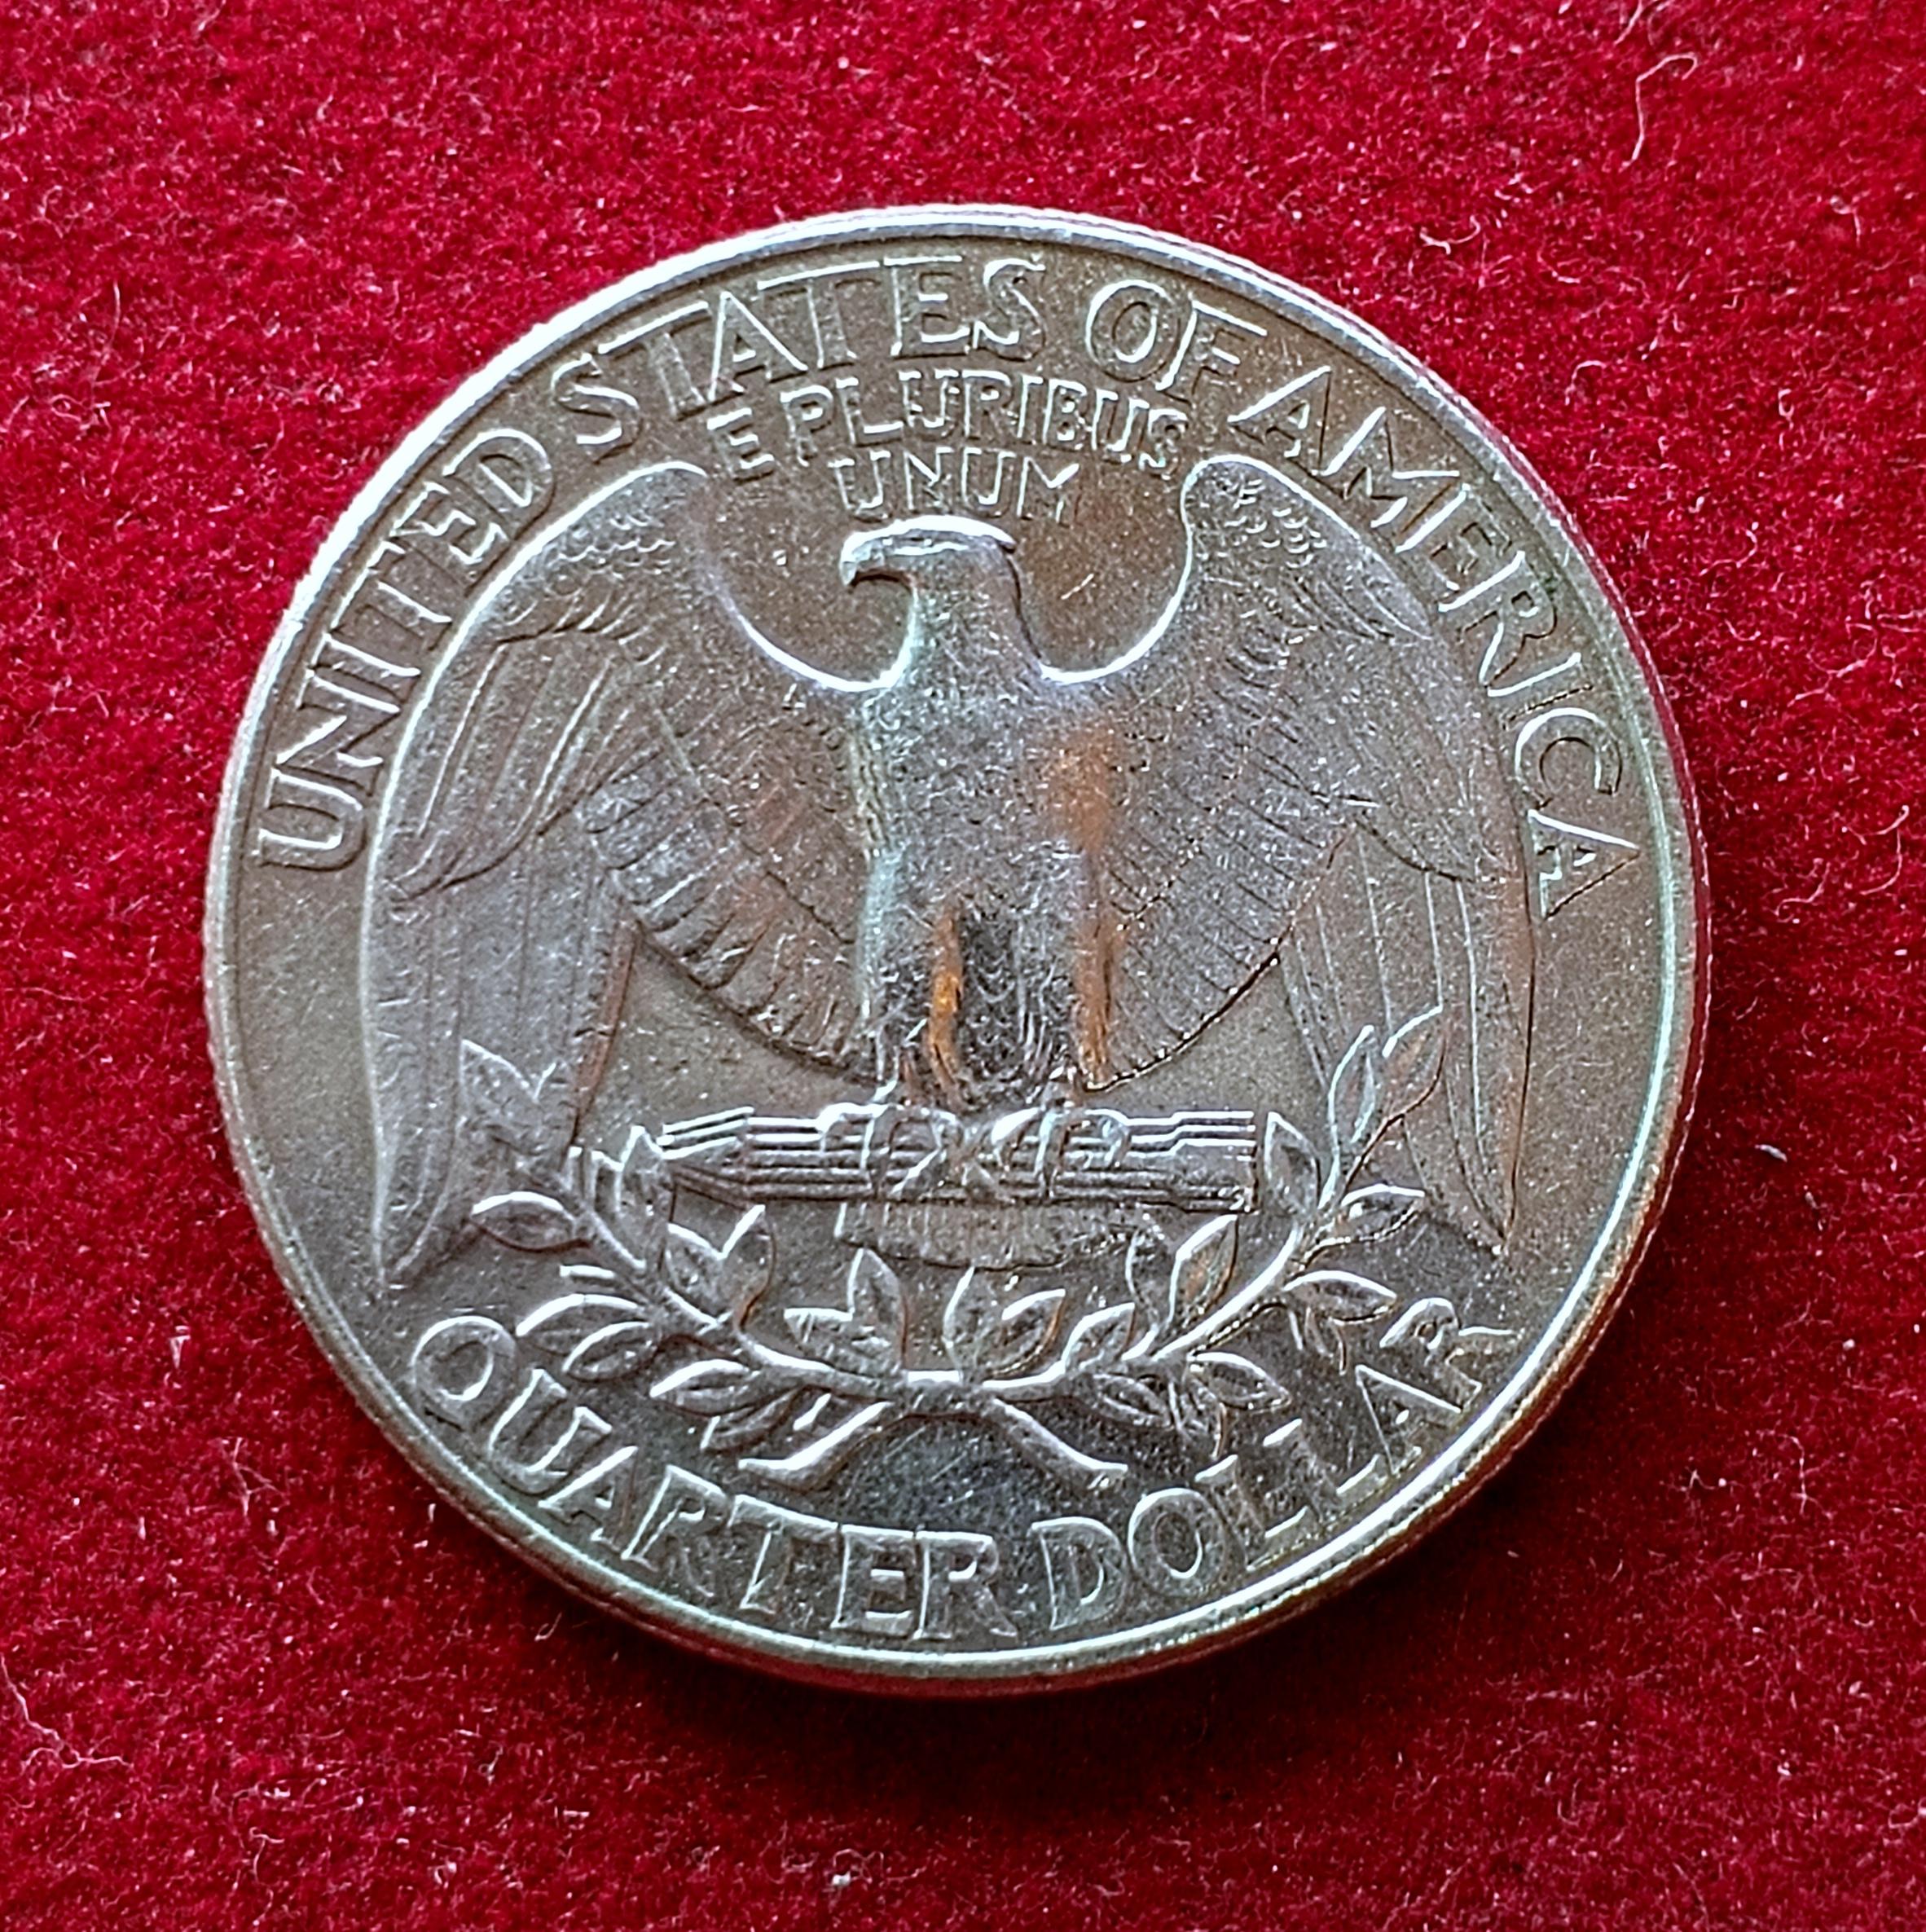 UNITED STATES OF AMERICA
E PLURIBUS
UNUM
QUARTER DOLLAR